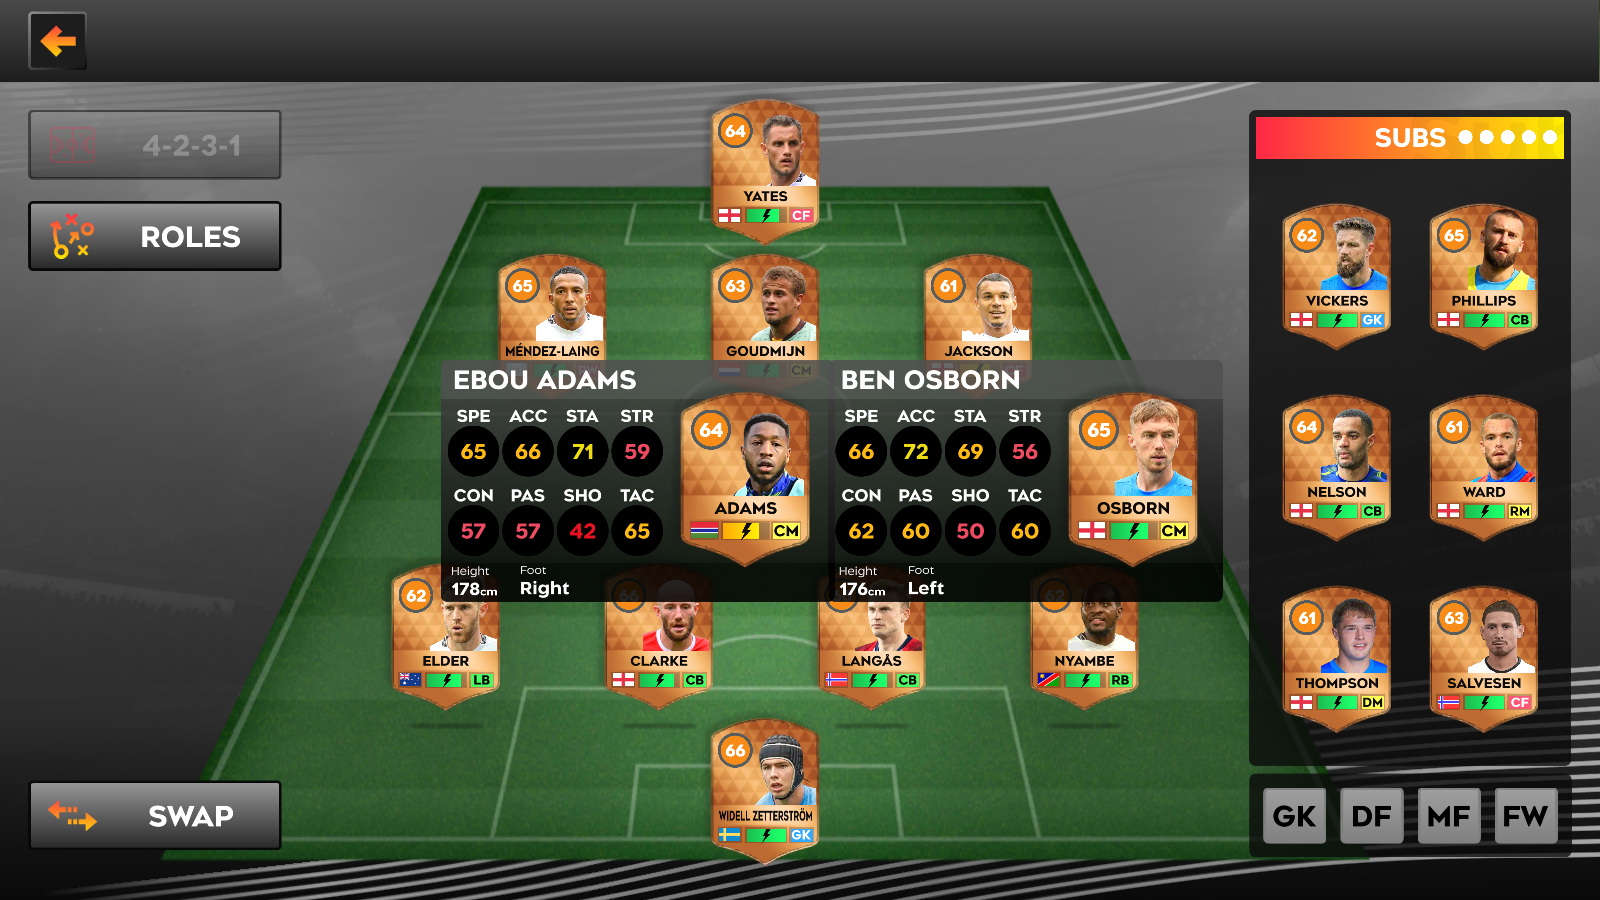 4-2-3-1
ROLES
SWAP
64
YATES
CF
65
MÉNDEZ-LAING
63
GOUDMIJN
CM
61
JACKSON
EBOU ADAMS
SPE ACC STA STR
65 66 71 59
CON PAS SHO TAC
57 57 42 65
Height Foot
178cm Right
64
ADAMS
CM
BEN OSBORN
SPE ACC STA STR
66 72 69 56
CON PAS SHO TAC
62 60 50 60
Height Foot
176cm Left
65
OSBORN
CM
62
ELDER
LB
66
CLARKE
CB
LANGÅS
CB
62
NYAMBE
RB
66
WIDELL ZETTERSTRÖM
GK
SUBS
62
VICKERS
GK
65
PHILLIPS
CB
64
NELSON
CB
61
WARD
RM
61
THOMPSON
DM
63
SALVESEN
CF
GK DF MF FW